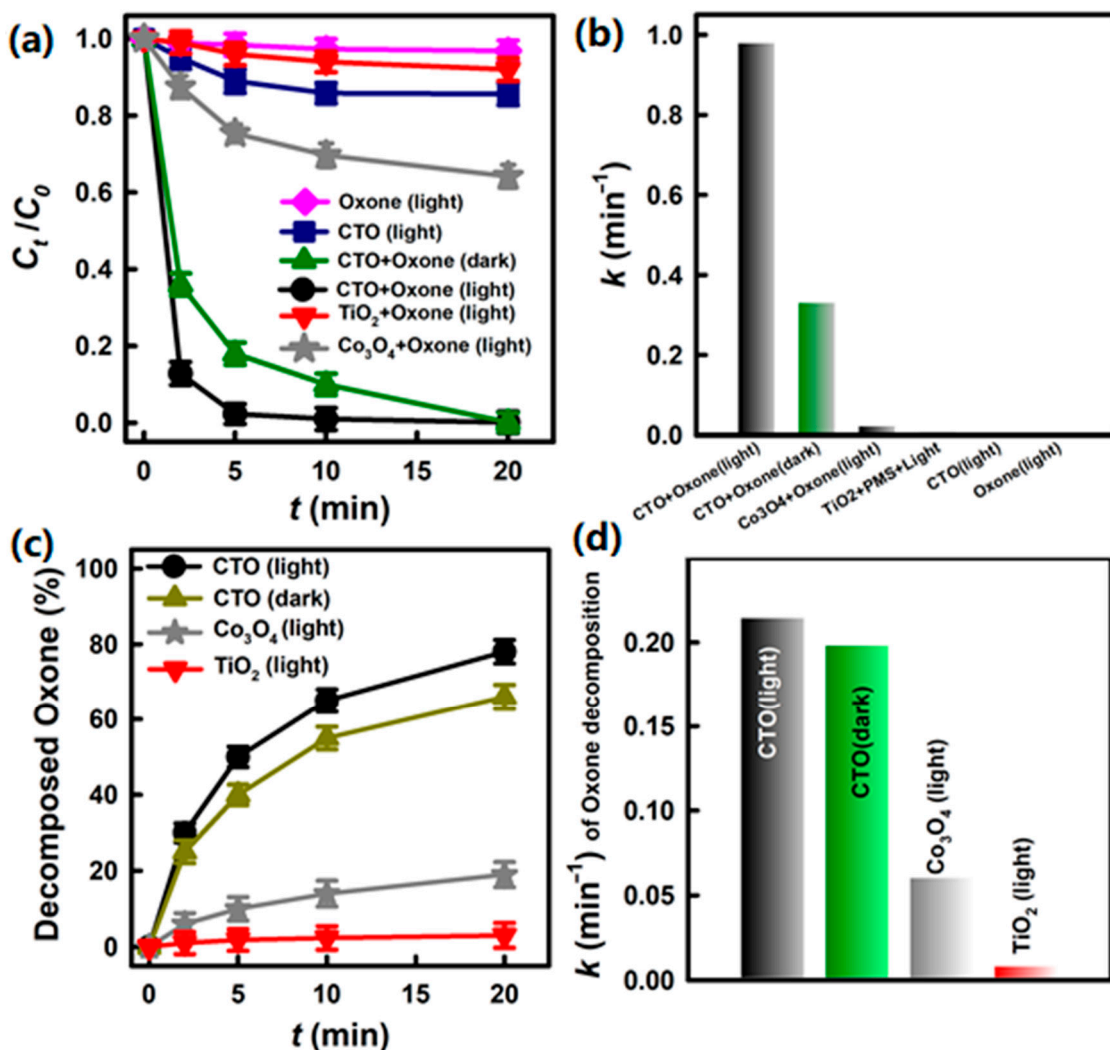 (a)
1.0
0.8
0.6
0.4
0.2
0.0
Cₜ /C₀
Oxone (light)
CTO (light)
CTO+Oxone (dark)
CTO+Oxone (light)
TiO₂+Oxone (light)
Co₃O₄+Oxone (light)
0 5 10 15 20
t (min)
(b)
1.0
0.8
0.6
0.4
0.2
0.0
k (min⁻¹)
CTO+Oxone(light)
CTO+Oxone(dark)
Co3O4+Oxone(light)
TiO2+PMS+Light
CTO(light)
Oxone(light)
(c)
100
80
60
40
20
0
Decomposed Oxone (%)
CTO (light)
CTO (dark)
Co₃O₄ (light)
TiO₂ (light)
0 5 10 15 20
t (min)
(d)
0.20
0.15
0.10
0.05
0.00
k (min⁻¹) of Oxone decomposition
CTO(light)
CTO(dark)
Co₃O₄ (light)
TiO₂ (light)